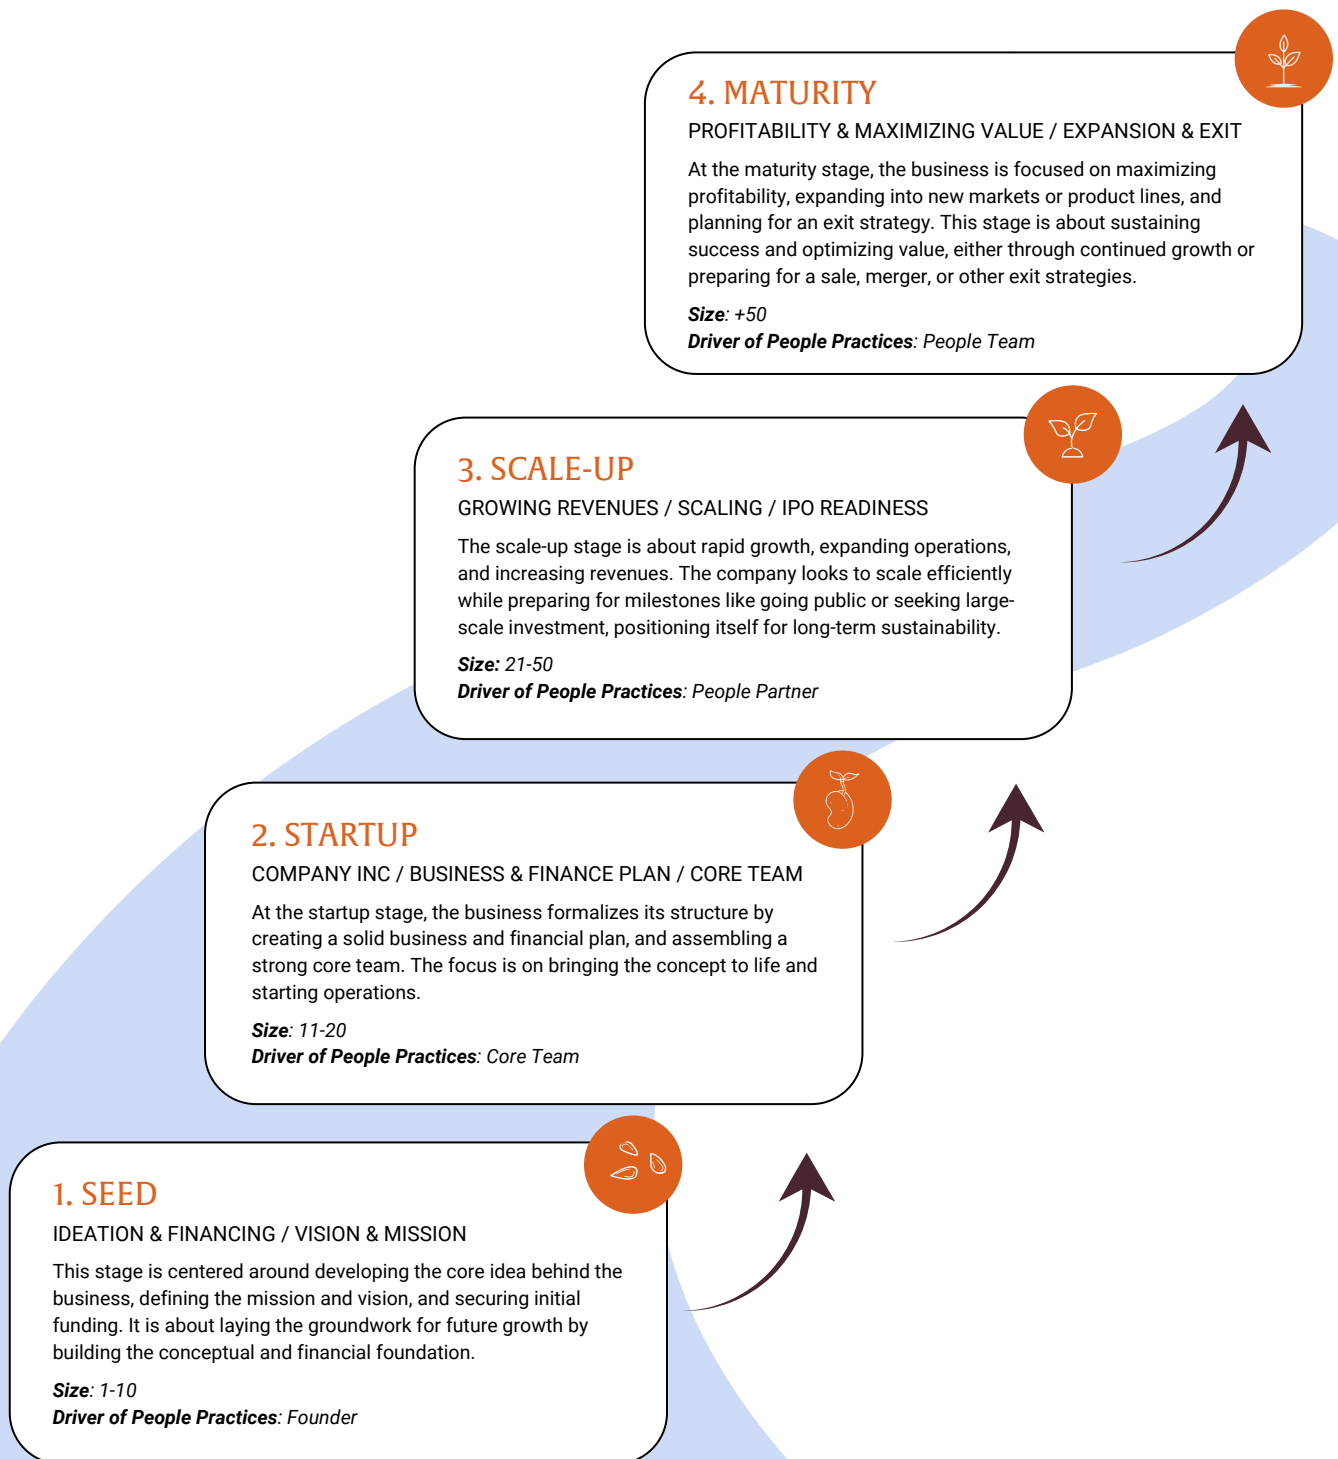 4. MATURITY
PROFITABILITY & MAXIMIZING VALUE / EXPANSION & EXIT
At the maturity stage, the business is focused on maximizing
profitability, expanding into new markets or product lines, and
planning for an exit strategy. This stage is about sustaining
success and optimizing value, either through continued growth or
preparing for a sale, merger, or other exit strategies.
Size: +50
Driver of People Practices: People Team
3. SCALE-UP
GROWING REVENUES / SCALING / IPO READINESS
The scale-up stage is about rapid growth, expanding operations,
and increasing revenues. The company looks to scale efficiently
while preparing for milestones like going public or seeking large-
scale investment, positioning itself for long-term sustainability.
Size: 21-50
Driver of People Practices: People Partner
2. STARTUP
COMPANY INC / BUSINESS & FINANCE PLAN / CORE TEAM
At the startup stage, the business formalizes its structure by
creating a solid business and financial plan, and assembling a
strong core team. The focus is on bringing the concept to life and
starting operations.
Size: 11-20
Driver of People Practices: Core Team
1. SEED
IDEATION & FINANCING / VISION & MISSION
This stage is centered around developing the core idea behind the
business, defining the mission and vision, and securing initial
funding. It is about laying the groundwork for future growth by
building the conceptual and financial foundation.
Size: 1-10
Driver of People Practices: Founder